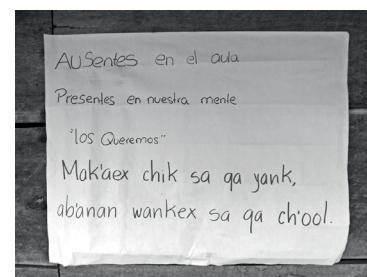 AUSentes en el aula
Presentes en nuestra mente
"los Queremos"
Mak'aex chik sa qa yank,
ab'anan wankex sa qa ch'ool.